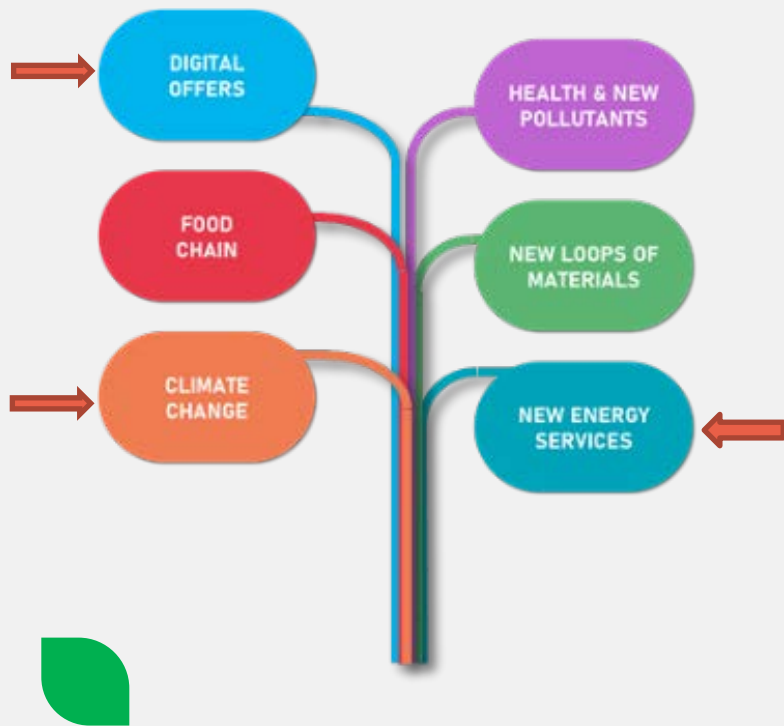 DIGITAL
OFFERS
HEALTH & NEW
POLLUTANTS
FOOD
CHAIN
NEW LOOPS OF
MATERIALS
CLIMATE
CHANGE
NEW ENERGY
SERVICES